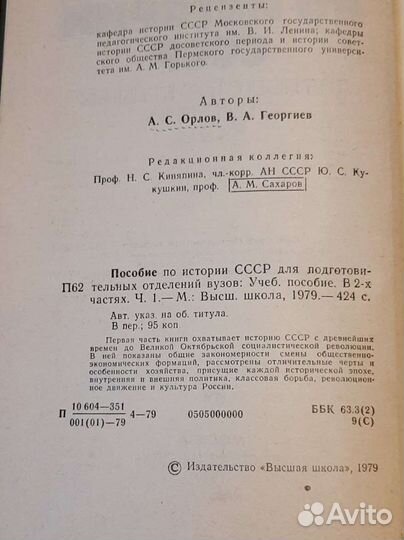 Рецензенты:
кафедра истории СССР Московского государственного
педагогического института им. В. И. Ленина; кафедры
истории СССР досоветского периода и истории совет-
ского общества Пермского государственного универси-
тета им. А. М. Горького.
Авторы:
А. С. Орлов, В. А. Георгиев
Редакционная коллегия:
Проф. Н. С. Киняпина, чл.-корр. АН СССР Ю. С. Ку-
кушкин, проф. А. М. Сахаров
Пособие по истории СССР для подготови-
П62 тельных отделений вузов: Учеб. пособие. В 2-х
частях. Ч. 1.— М.: Высш. школа, 1979.— 424 с.
Авт. указ. на об. титула.
В пер.; 95 коп
Первая часть книги охватывает историю СССР с древнейших
времен до Великой Октябрьской социалистической революции.
В ней показаны общие закономерности смены общественно-
экономических формаций, рассмотрены отличительные черты и
особенности хозяйства, присущие каждой исторической эпохе,
внутренняя и внешняя политика, классовая борьба, революцион-
ное движение и культура России.
П 10 604—351 / 001(01)—79 4—79 0505000000 ББК 63.3(2)
9(С)
© Издательство «Высшая школа», 1979
Avito